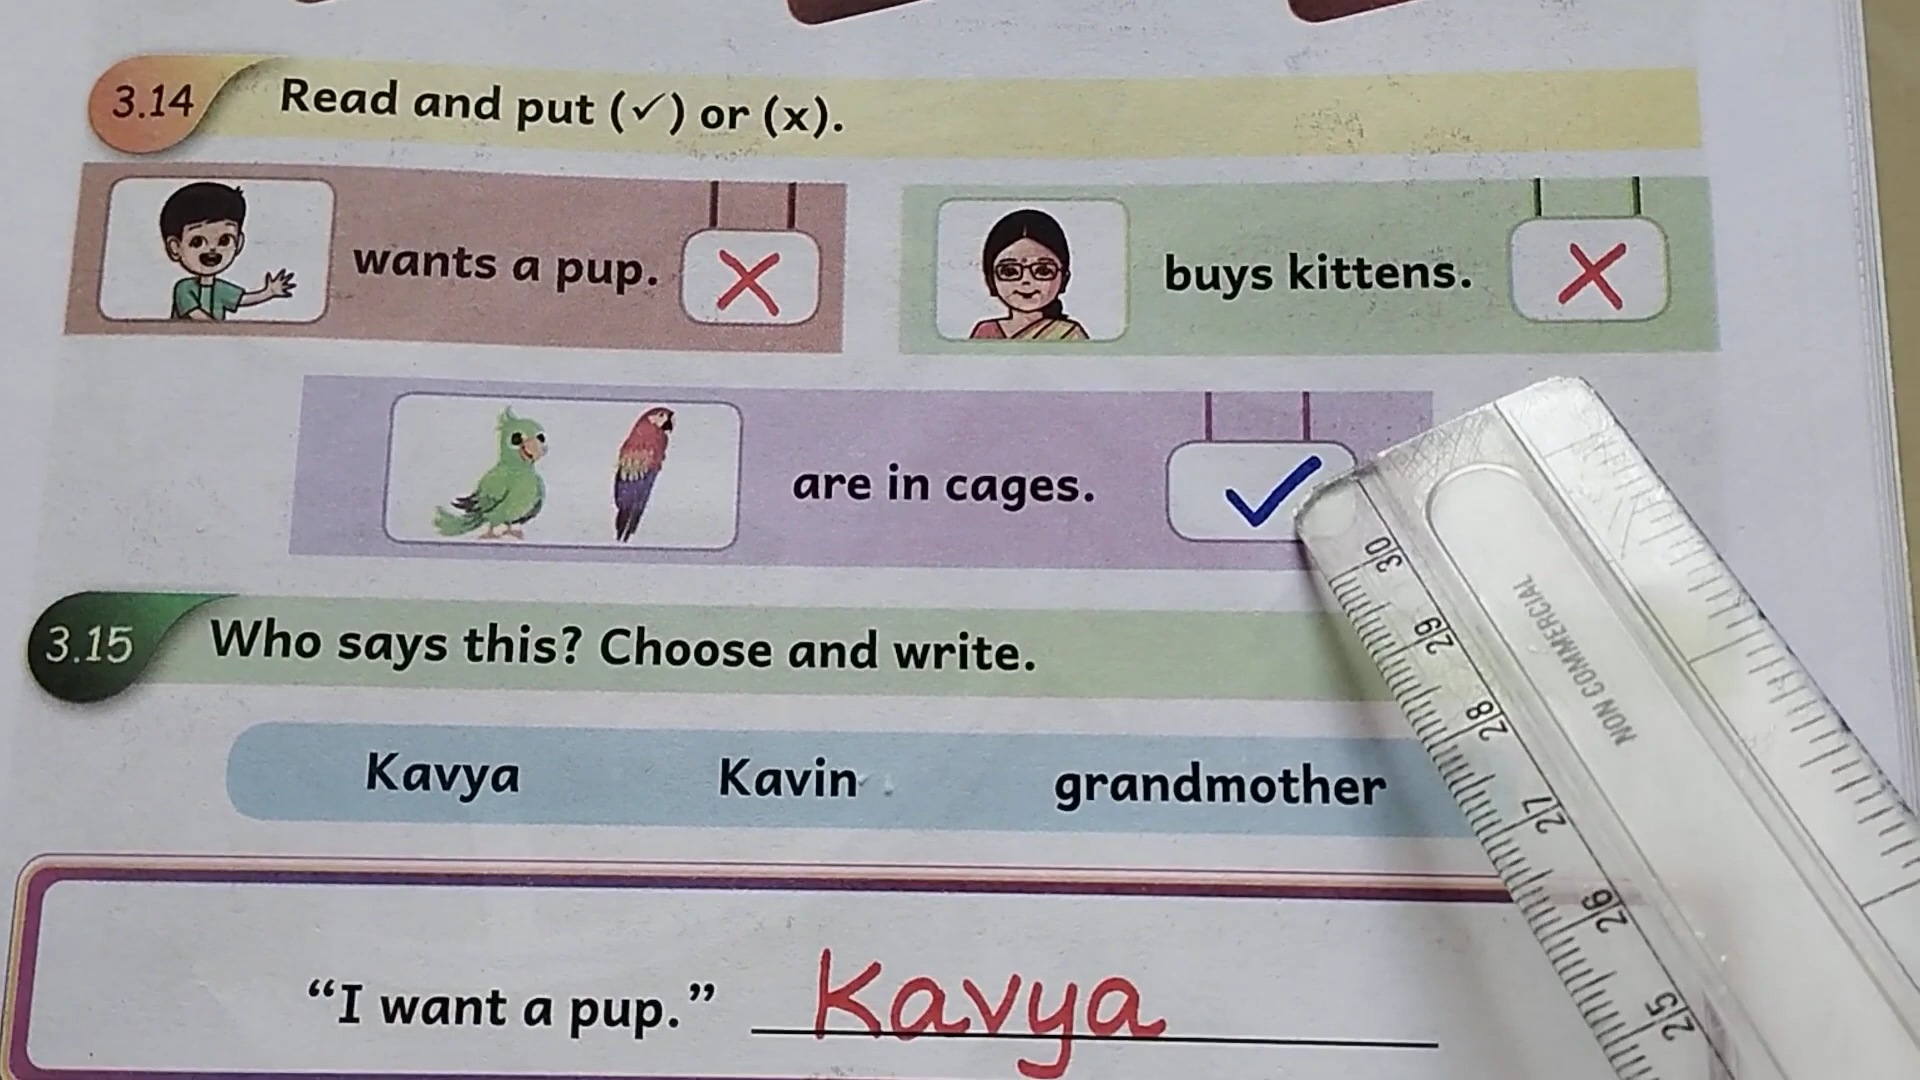 3.14 Read and put (✓) or (x).
wants a pup. ✗
buys kittens. ✗
are in cages. ✓
3.15 Who says this? Choose and write.
Kavya Kavin grandmother
“I want a pup.” Kavya
30 29 28 27 26 25
NON COMMERCIAL